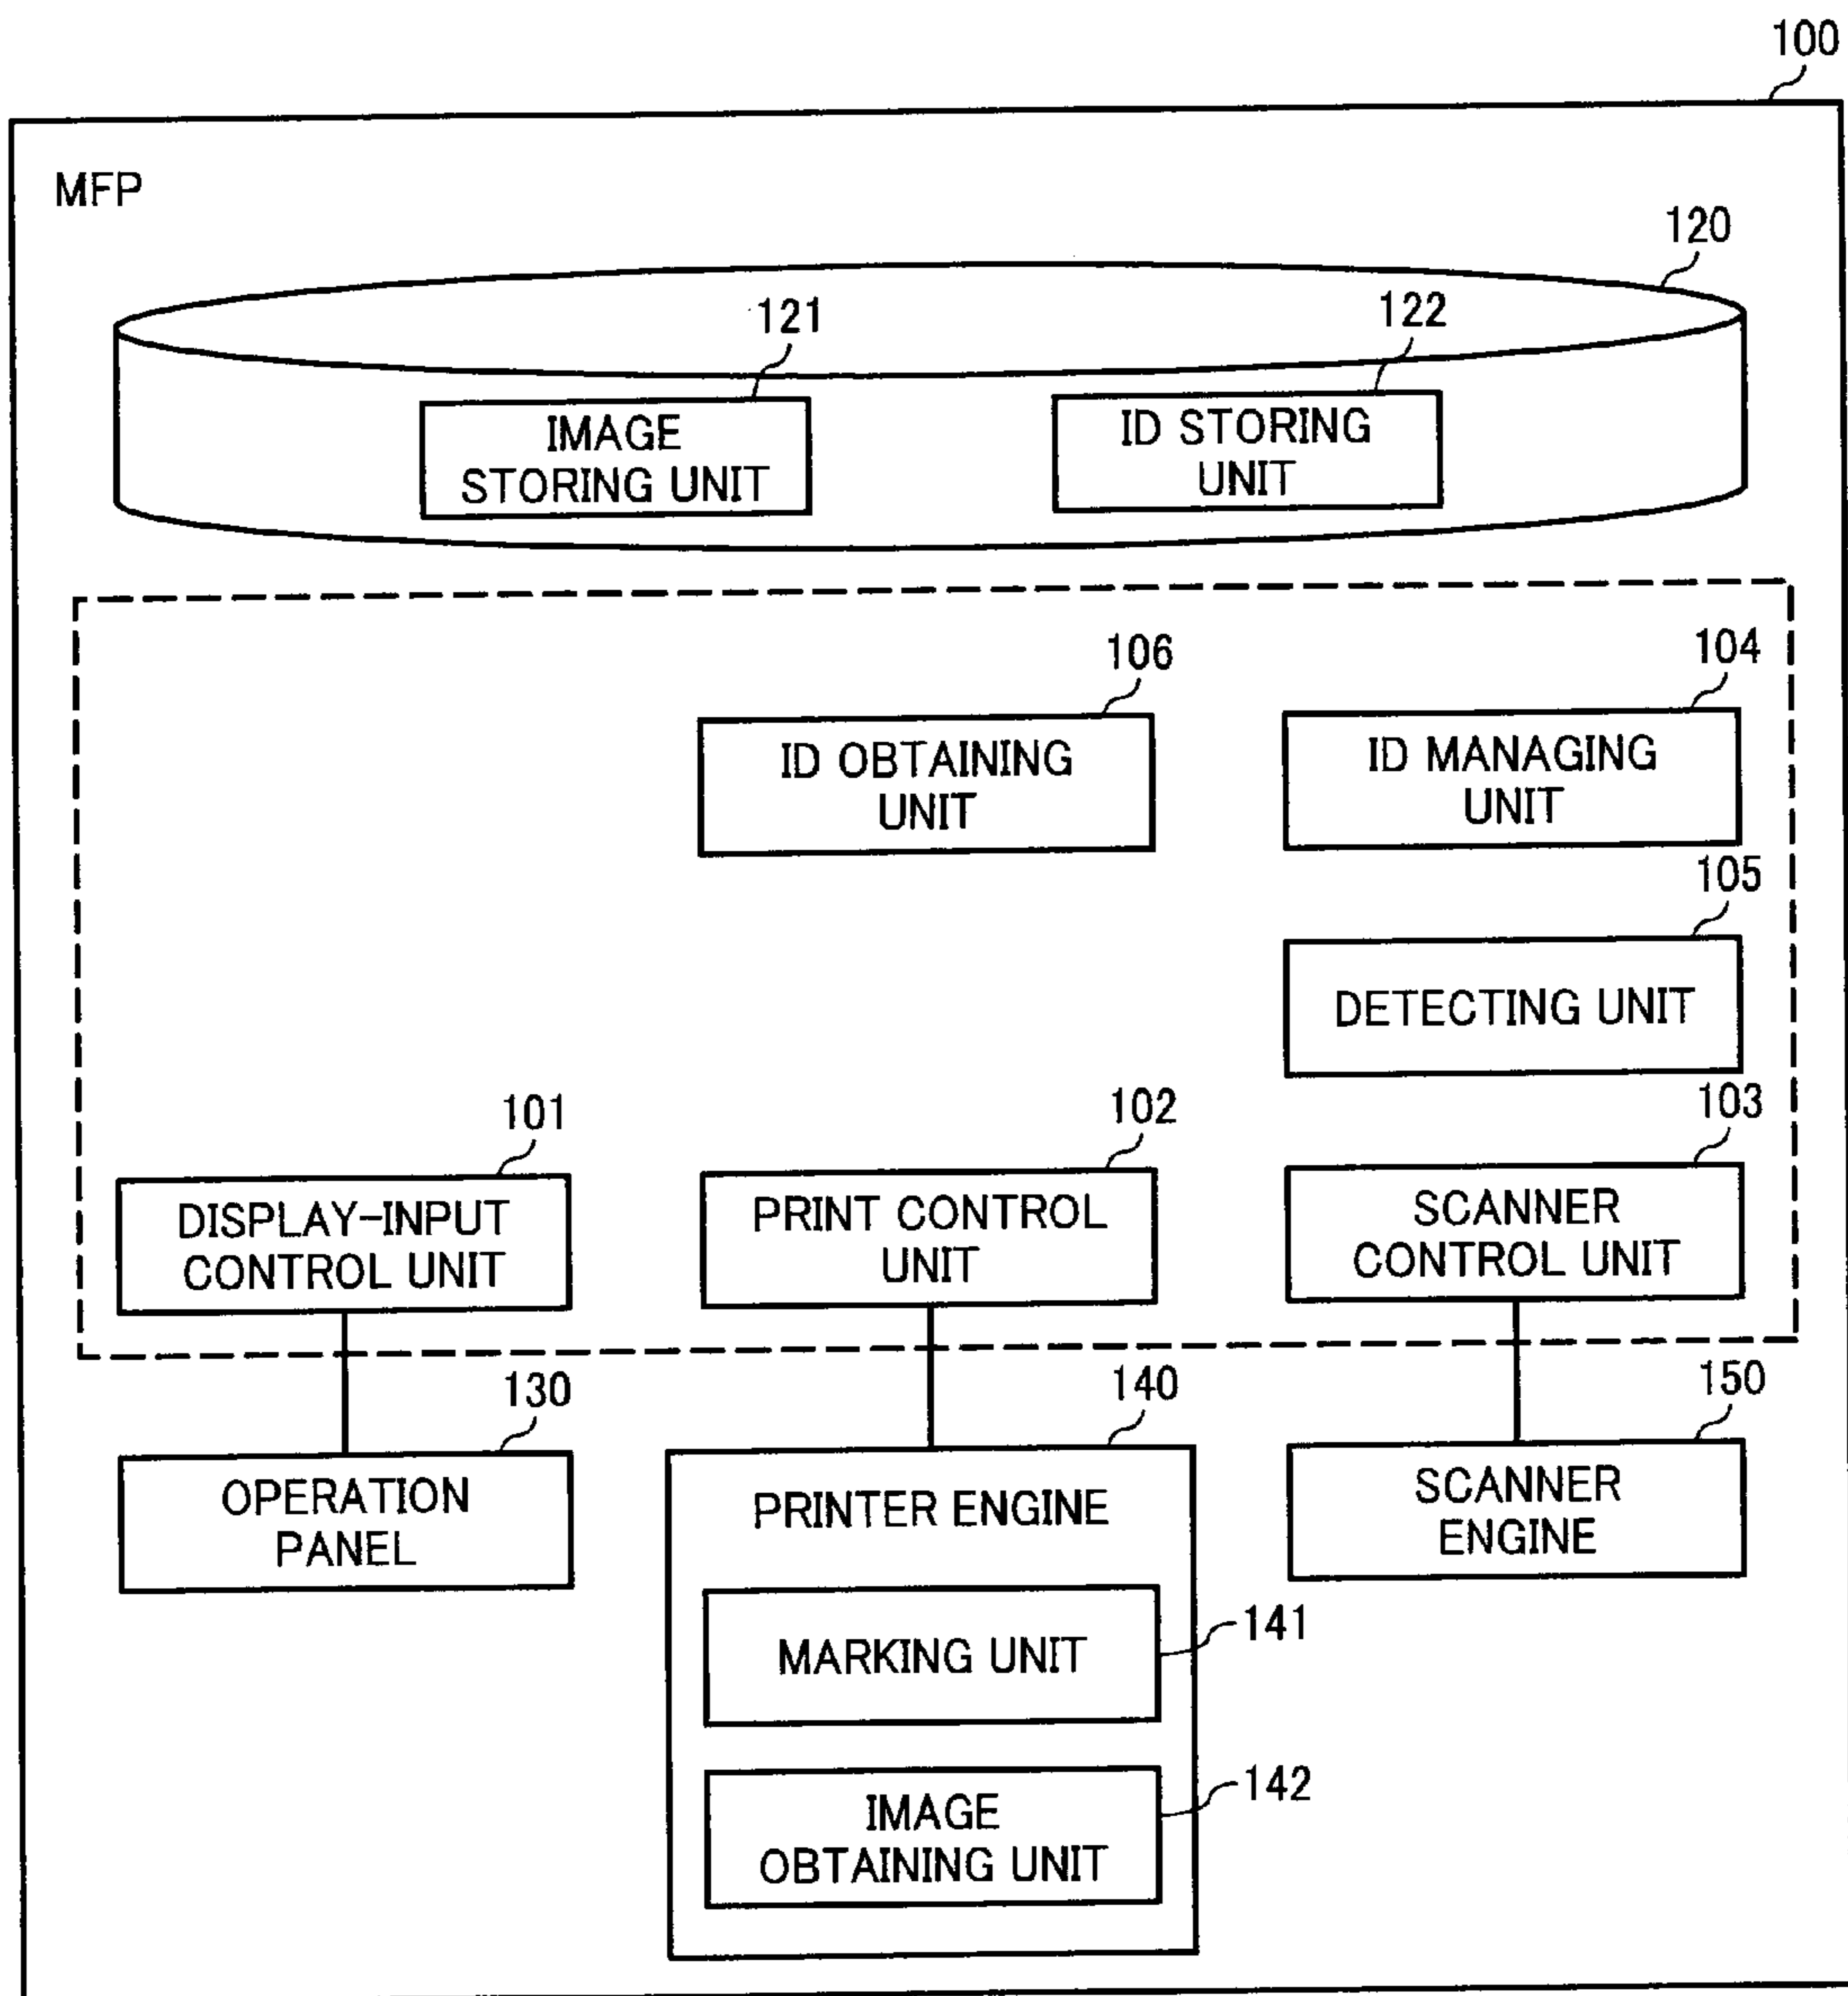 100
MFP
120
121
122
IMAGE
STORING UNIT
ID STORING
UNIT
106
104
ID OBTAINING
UNIT
ID MANAGING
UNIT
105
DETECTING UNIT
101
102
103
DISPLAY-INPUT
CONTROL UNIT
PRINT CONTROL
UNIT
SCANNER
CONTROL UNIT
130
140
150
OPERATION
PANEL
PRINTER ENGINE
SCANNER
ENGINE
MARKING UNIT
141
IMAGE
OBTAINING UNIT
142